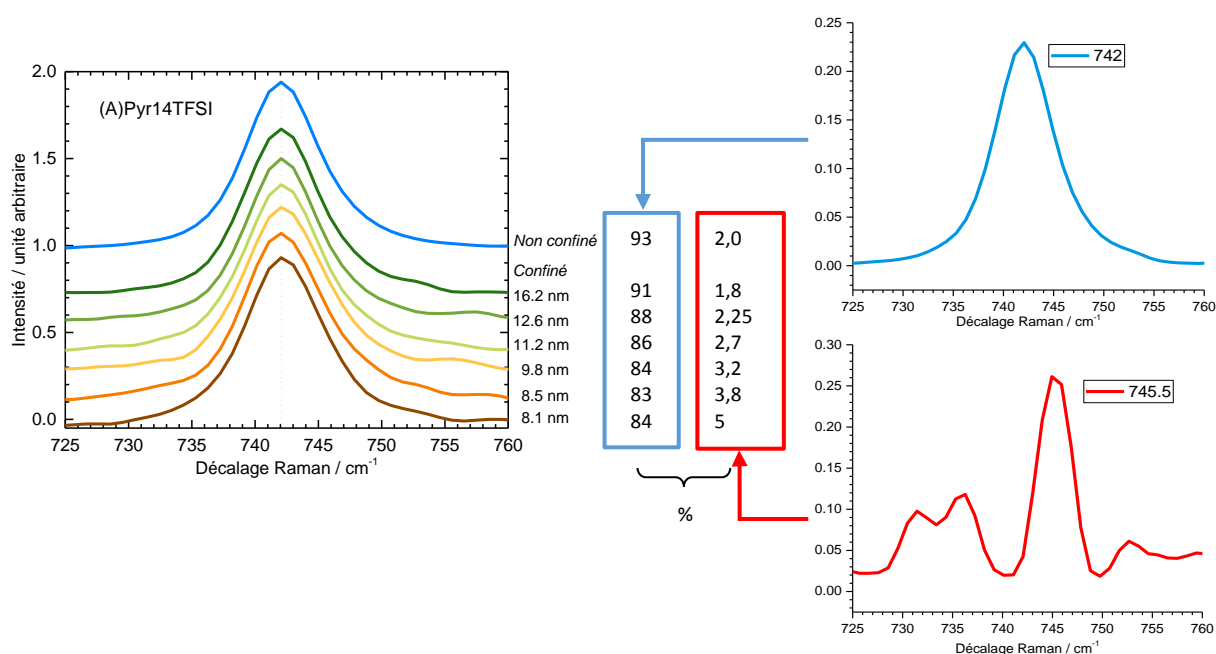 (A)Pyr14TFSI
Intensité / unité arbitraire
2.0
1.5
1.0
0.5
0.0
725 730 735 740 745 750 755 760
Décalage Raman / cm-1
Non confiné
Confiné
16.2 nm
12.6 nm
11.2 nm
9.8 nm
8.5 nm
8.1 nm
93 2,0
91 1,8
88 2,25
86 2,7
84 3,2
83 3,8
84 5
%
0.25
0.20
0.15
0.10
0.05
0.00
742
725 730 735 740 745 750 755 760
Décalage Raman / cm-1
0.30
0.25
0.20
0.15
0.10
0.05
0.00
745.5
725 730 735 740 745 750 755 760
Décalage Raman / cm-1